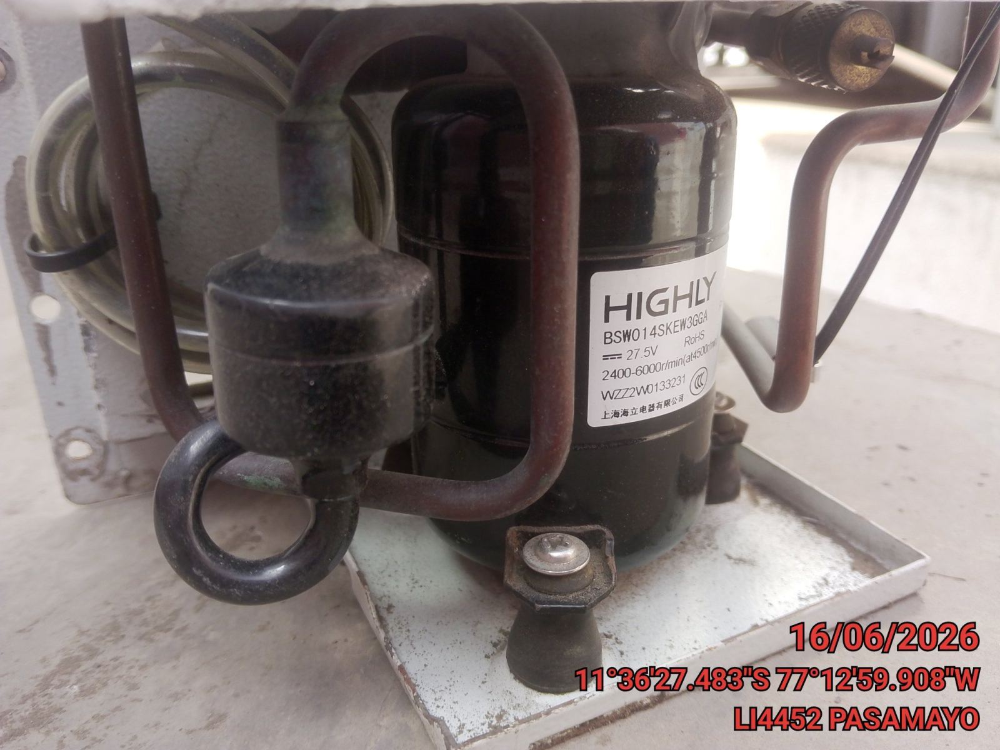 HIGHLY
BSW014SKEW3GGA
27.5V RoHS
2400-6000r/min(at4500r/min)
WZZ2W0133231
上海海立电器有限公司
16/06/2026
11°36'27.483"S 77°12'59.908"W
LI4452 PASAMAYO